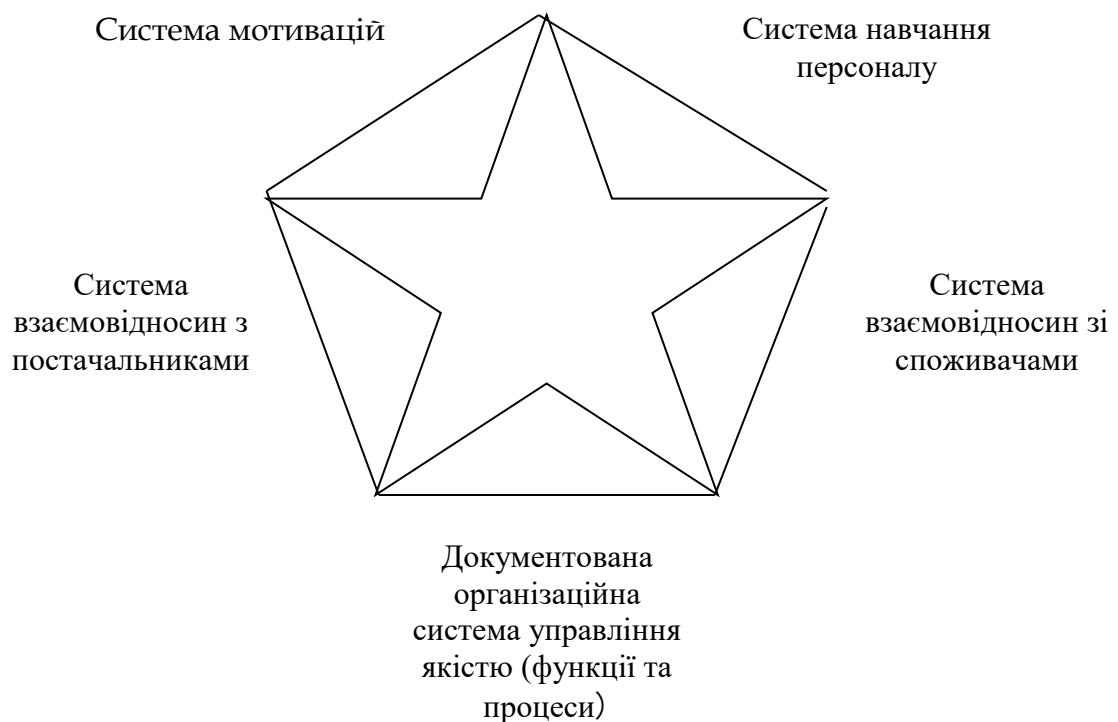 Система мотивацій
Система навчання
персоналу
Система
взаємовідносин з
постачальниками
Система
взаємовідносин зі
споживачами
Документована
організаційна
система управління
якістю (функції та
процеси)